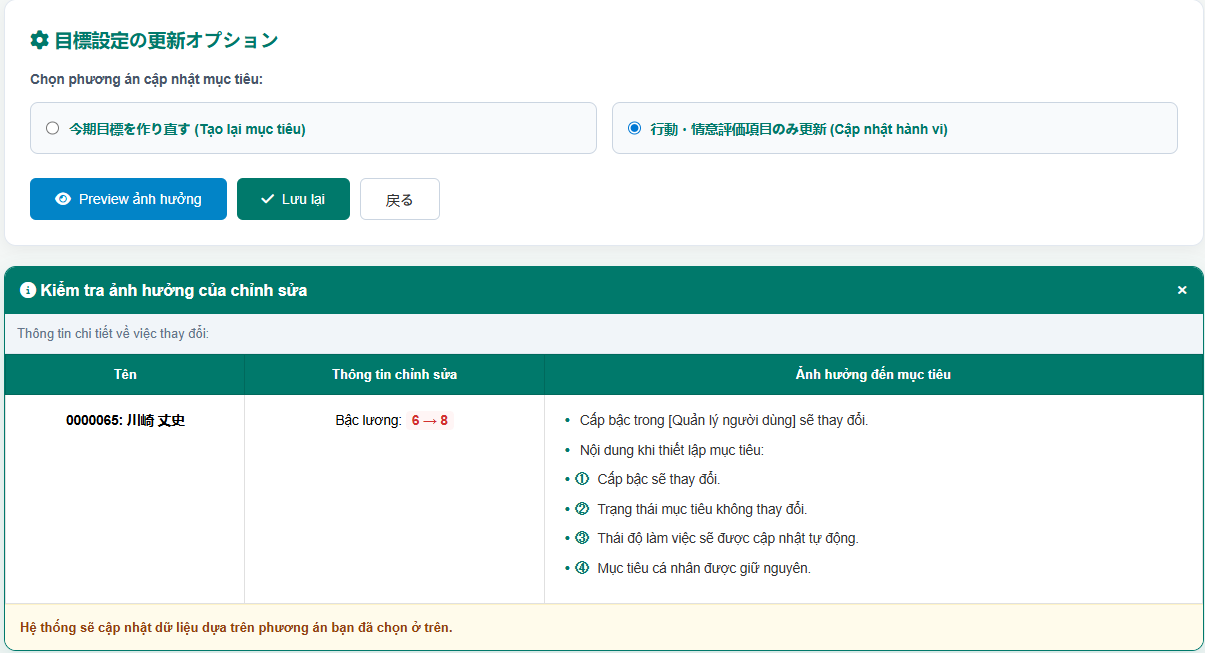 目標設定の更新オプション
Chọn phương án cập nhật mục tiêu:
今期目標を作り直す (Tạo lại mục tiêu)
行動・情意評価項目のみ更新 (Cập nhật hành vi)
Preview ảnh hưởng
Lưu lại
戻る
Kiểm tra ảnh hưởng của chỉnh sửa
×
Thông tin chi tiết về việc thay đổi:
Tên
Thông tin chỉnh sửa
Ảnh hưởng đến mục tiêu
0000065: 川崎 丈史
Bậc lương: 6 → 8
• Cấp bậc trong [Quản lý người dùng] sẽ thay đổi.
• Nội dung khi thiết lập mục tiêu:
• ① Cấp bậc sẽ thay đổi.
• ② Trạng thái mục tiêu không thay đổi.
• ③ Thái độ làm việc sẽ được cập nhật tự động.
• ④ Mục tiêu cá nhân được giữ nguyên.
Hệ thống sẽ cập nhật dữ liệu dựa trên phương án bạn đã chọn ở trên.